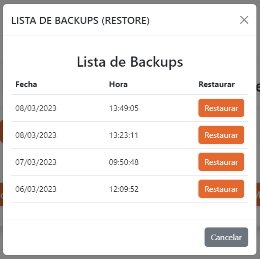 LISTA DE BACKUPS (RESTORE)
Lista de Backups
Fecha Hora Restaurar
08/03/2023 13:49:05 Restaurar
08/03/2023 13:23:11 Restaurar
07/03/2023 09:50:48 Restaurar
06/03/2023 12:09:52 Restaurar
Cancelar